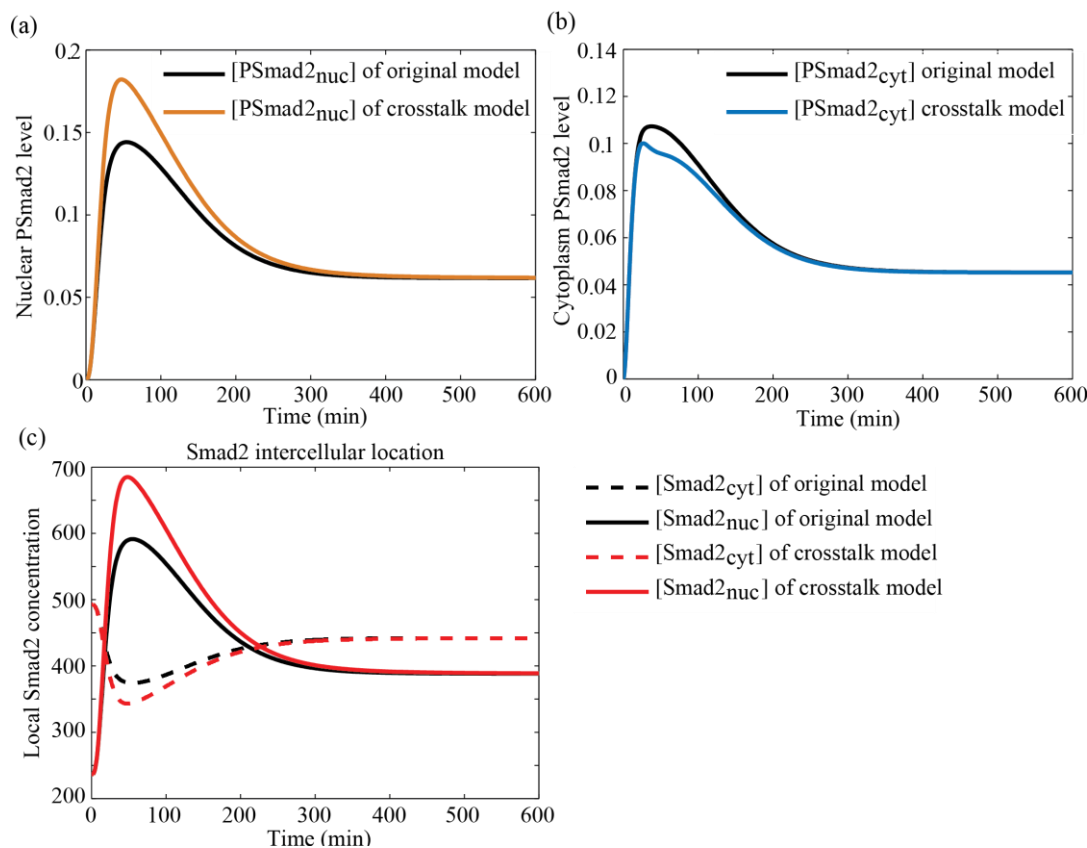 (a)
0.2
0.15
0.1
0.05
0
Nuclear PSmad2 level
[PSmad2nuc] of original model
[PSmad2nuc] of crosstalk model
0 100 200 300 400 500 600
Time (min)
(b)
0.14
0.12
0.1
0.08
0.06
0.04
0.02
0
Cytoplasm PSmad2 level
[PSmad2cyt] original model
[PSmad2cyt] crosstalk model
0 100 200 300 400 500 600
Time (min)
(c)
Smad2 intercellular location
700
600
500
400
300
200
Local Smad2 concentration
0 100 200 300 400 500 600
Time (min)
[Smad2cyt] of original model
[Smad2nuc] of original model
[Smad2cyt] of crosstalk model
[Smad2nuc] of crosstalk model